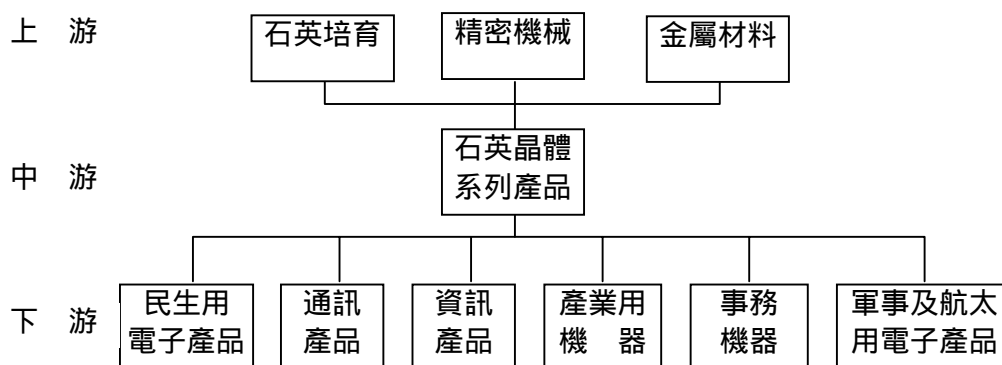 上 游
石英培育
精密機械
金屬材料
中 游
石英晶體
系列產品
下 游
民生用
電子產品
通訊
產品
資訊
產品
產業用
機 器
事務
機器
軍事及航太
用電子產品